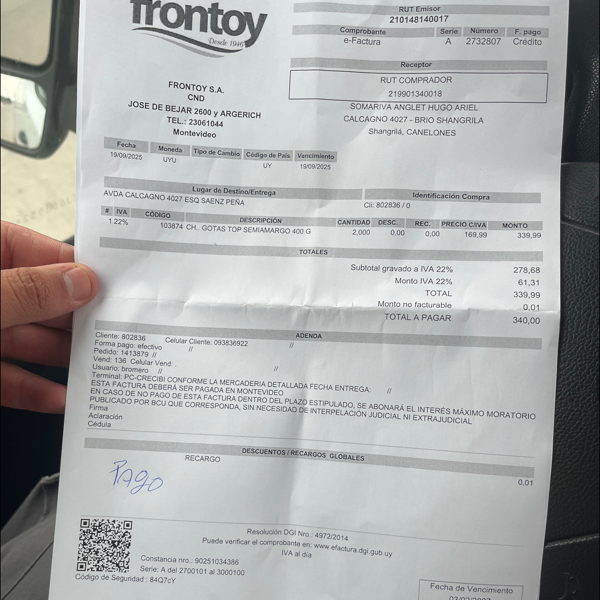 frontoy
Desde 1946
FRONTOY S.A.
CND
JOSE DE BEJAR 2600 y ARGERICH
TEL.: 23061044
Montevideo
RUT Emisor
210148140017
Comprobante Serie Número F. pago
e-Factura A 2732807 Crédito
Receptor
RUT COMPRADOR
219901340018
SOMARIVA ANGLET HUGO ARIEL
CALCAGNO 4027 - BRIO SHANGRILA
Shangrilá, CANELONES
Fecha Moneda Tipo de Cambio Código de País Vencimiento
19/09/2025 UYU UY 19/09/2025
Lugar de Destino/Entrega Identificación Compra
AVDA CALCAGNO 4027 ESQ SAENZ PEÑA Cli: 802836 / 0
# IVA CÓDIGO DESCRIPCIÓN CANTIDAD DESC. REC. PRECIO C/IVA MONTO
1 22% 103874 CH.. GOTAS TOP SEMIAMARGO 400 G 2,000 0,00 0,00 169,99 339,99
TOTALES
Subtotal gravado a IVA 22% 278,68
Monto IVA 22% 61,31
TOTAL 339,99
Monto no facturable 0,01
TOTAL A PAGAR 340,00
ADENDA
Cliente: 802836 Celular Cliente: 093836922 //
Forma pago: efectivo //
Pedido: 1413879 //
Vend: 136 Celular Vend: .
Usuario: bromero // //
Terminal: PC-CRECIBI CONFORME LA MERCADERIA DETALLADA FECHA ENTREGA: //
ESTA FACTURA DEBERÁ SER PAGADA EN MONTEVIDEO
EN CASO DE NO PAGO DE ESTA FACTURA DENTRO DEL PLAZO ESTIPULADO, SE ABONARÁ EL INTERÉS MÁXIMO MORATORIO
PUBLICADO POR BCU QUE CORRESPONDA, SIN NECESIDAD DE INTERPELACIÓN JUDICIAL NI EXTRAJUDICIAL
Firma
Aclaración
Cédula
DESCUENTOS / RECARGOS GLOBALES
RECARGO 0,01
PAGO
Resolución DGI Nro.: 4972/2014
Puede verificar el comprobante en: www.efactura.dgi.gub.uy
IVA al día
Constancia nro.: 90251034386
Serie: A del 2700101 al 3000100
Código de Seguridad : 84Q7cY
Fecha de Vencimiento